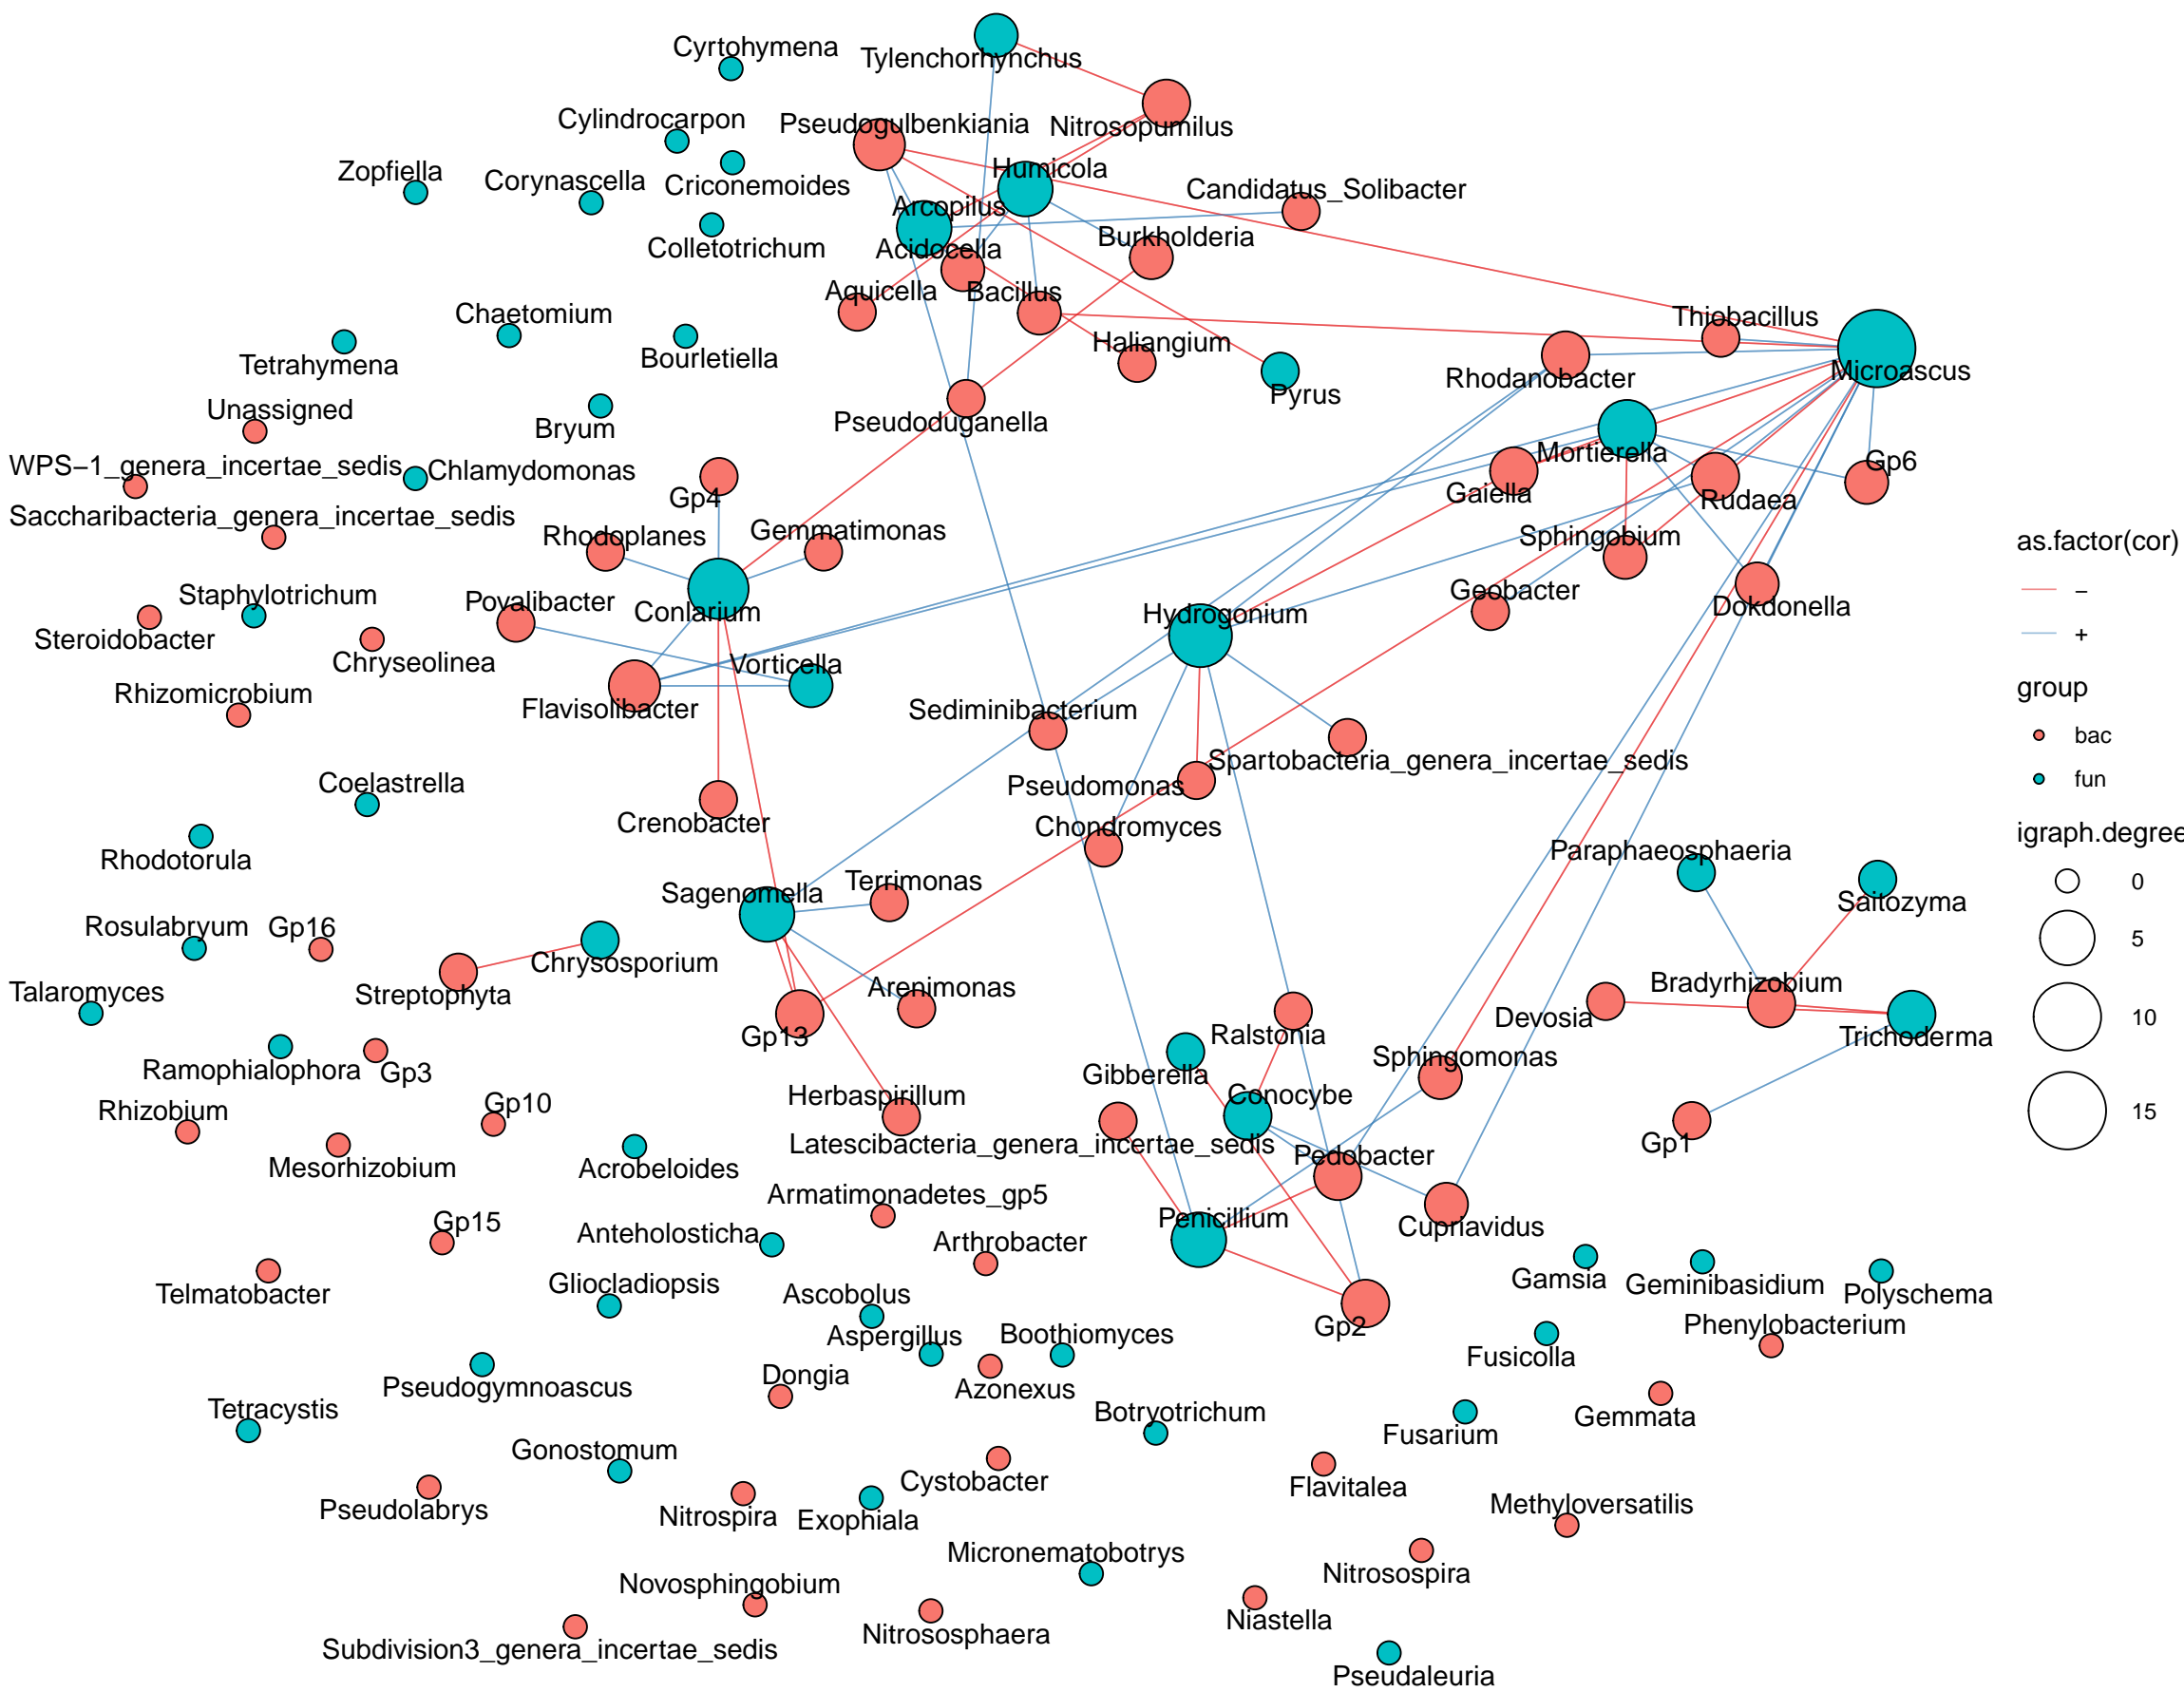 Cyrtohymena
Tylenchorhynchus
Cylindrocarpon
Pseudogulbenkiania
Nitrosopumilus
Zopfiella
Corynascella
Criconemoides
Humicola
Candidatus_Solibacter
Arcopilus
Colletotrichum
Acidocella
Burkholderia
Aquicella
Bacillus
Chaetomium
Thiobacillus
Tetrahymena
Bourletiella
Haliangium
Rhodanobacter
Microascus
Pyrus
Unassigned
Bryum
Pseudoduganella
Mortierella
WPS−1_genera_incertae_sedis
Chlamydomonas
Gp4
Gaiella
Rudaea
Gp6
Saccharibacteria_genera_incertae_sedis
Rhodoplanes
Gemmatimonas
Sphingobium
as.factor(cor)
−
Staphylotrichum
Povalibacter
Conlarium
Hydrogonium
Geobacter
Dokdonella
Steroidobacter
Chryseolinea
+
Vorticella
Rhizomicrobium
Flavisolibacter
Sediminibacterium
group
bac
Spartobacteria_genera_incertae_sedis
fun
Coelastrella
Pseudomonas
Crenobacter
Chondromyces
igraph.degree
Rhodotorula
Paraphaeosphaeria
0
Sagenomella
Terrimonas
Saitozyma
Rosulabryum
Gp16
5
Chrysosporium
Talaromyces
Streptophyta
Arenimonas
Bradyrhizobium
Devosia
10
Gp13
Ralstonia
Trichoderma
Ramophialophora
Gp3
Gibberella
Sphingomonas
Rhizobium
Gp10
Herbaspirillum
Conocybe
15
Mesorhizobium
Acrobeloides
Latescibacteria_genera_incertae_sedis
Pedobacter
Gp1
Armatimonadetes_gp5
Gp15
Anteholosticha
Arthrobacter
Penicillium
Cupriavidus
Telmatobacter
Gliocladiopsis
Ascobolus
Gamsia
Geminibasidium
Polyschema
Aspergillus
Boothiomyces
Gp2
Phenylobacterium
Fusicolla
Pseudogymnoascus
Dongia
Azonexus
Tetracystis
Botryotrichum
Fusarium
Gemmata
Gonostomum
Pseudolabrys
Nitrospira
Exophiala
Cystobacter
Flavitalea
Methyloversatilis
Micronematobotrys
Nitrosospira
Novosphingobium
Subdivision3_genera_incertae_sedis
Nitrososphaera
Niastella
Pseudaleuria